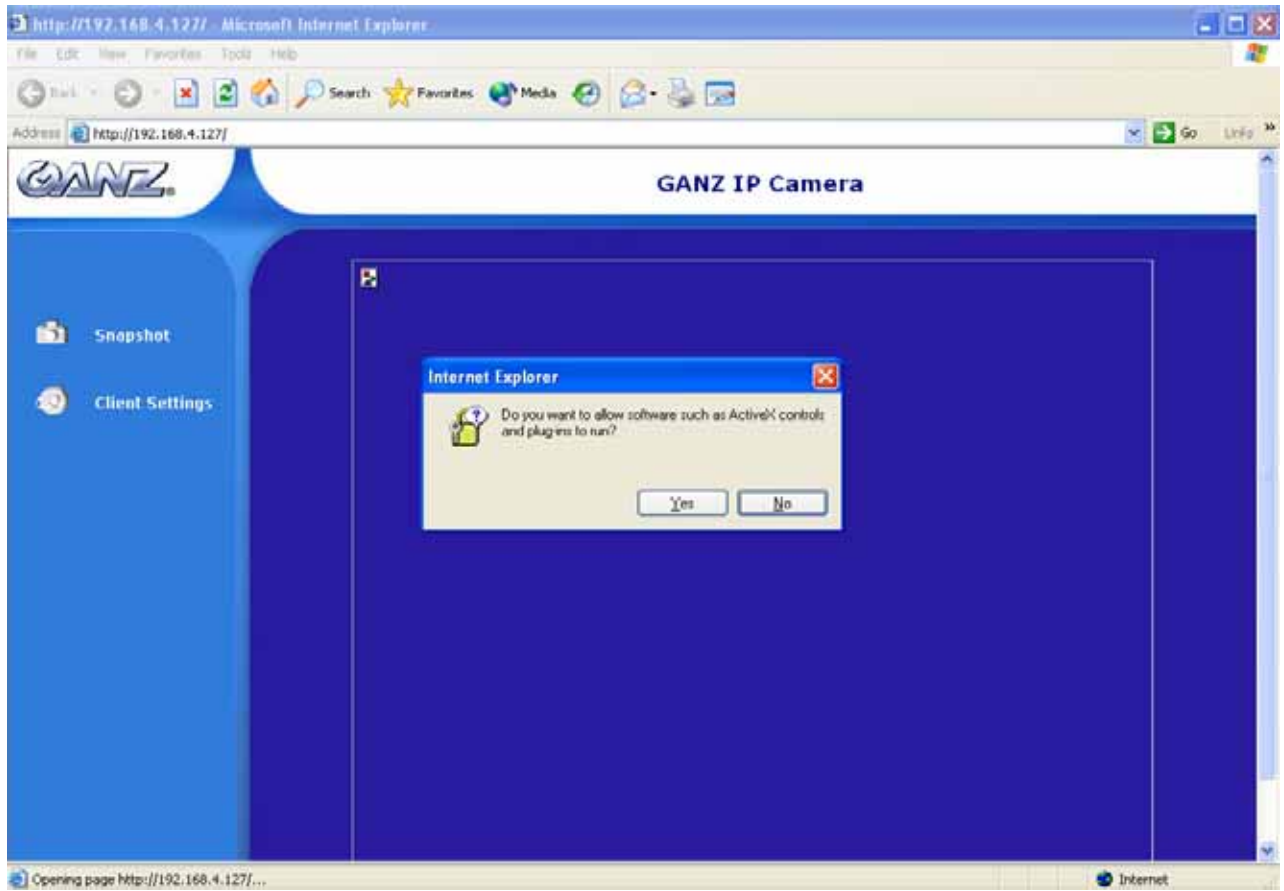 http://192.168.4.127/ - Microsoft Internet Explorer
File Edit View Favorites Tools Help
Back Search Favorites Media
Address http://192.168.4.127/ Go Links »
GANZ.
GANZ IP Camera
Snapshot
Client Settings
Internet Explorer
Do you want to allow software such as ActiveX controls
and plug-ins to run?
Yes No
Opening page http://192.168.4.127/... Internet